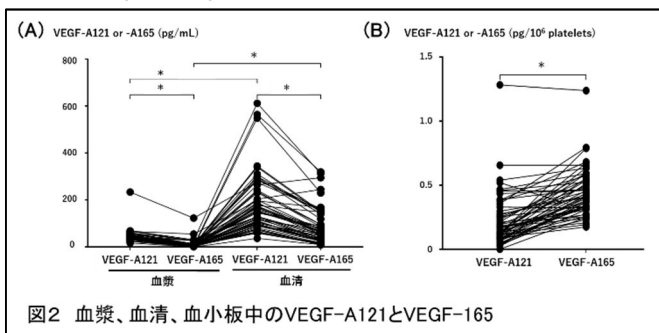 (A) VEGF-A121 or -A165 (pg/mL)
800
600
400
200
0
*
*
*
*
VEGF-A121 VEGF-A165 VEGF-A121 VEGF-A165
血漿 血清
(B) VEGF-A121 or -A165 (pg/10⁶ platelets)
1.5
1.0
0.5
0
*
VEGF-A121 VEGF-A165
図2 血漿、血清、血小板中のVEGF-A121とVEGF-165